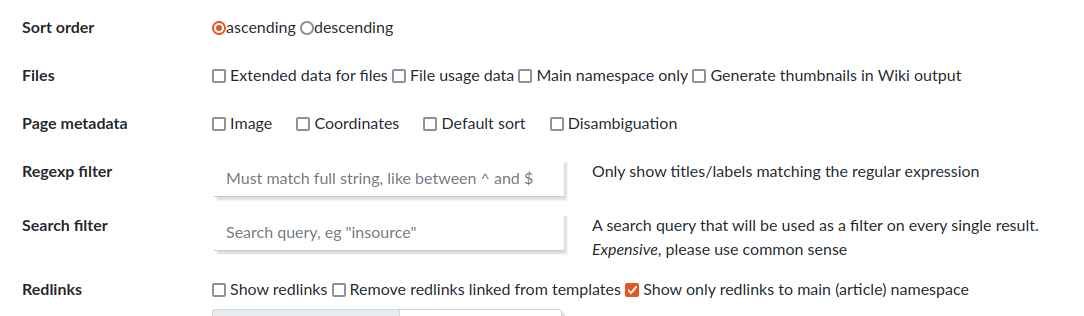 Sort order ascending descending
Files Extended data for files File usage data Main namespace only Generate thumbnails in Wiki output
Page metadata Image Coordinates Default sort Disambiguation
Regexp filter Must match full string, like between ^ and $ Only show titles/labels matching the regular expression
Search filter Search query, eg "insource" A search query that will be used as a filter on every single result.
Expensive, please use common sense
Redlinks Show redlinks Remove redlinks linked from templates Show only redlinks to main (article) namespace